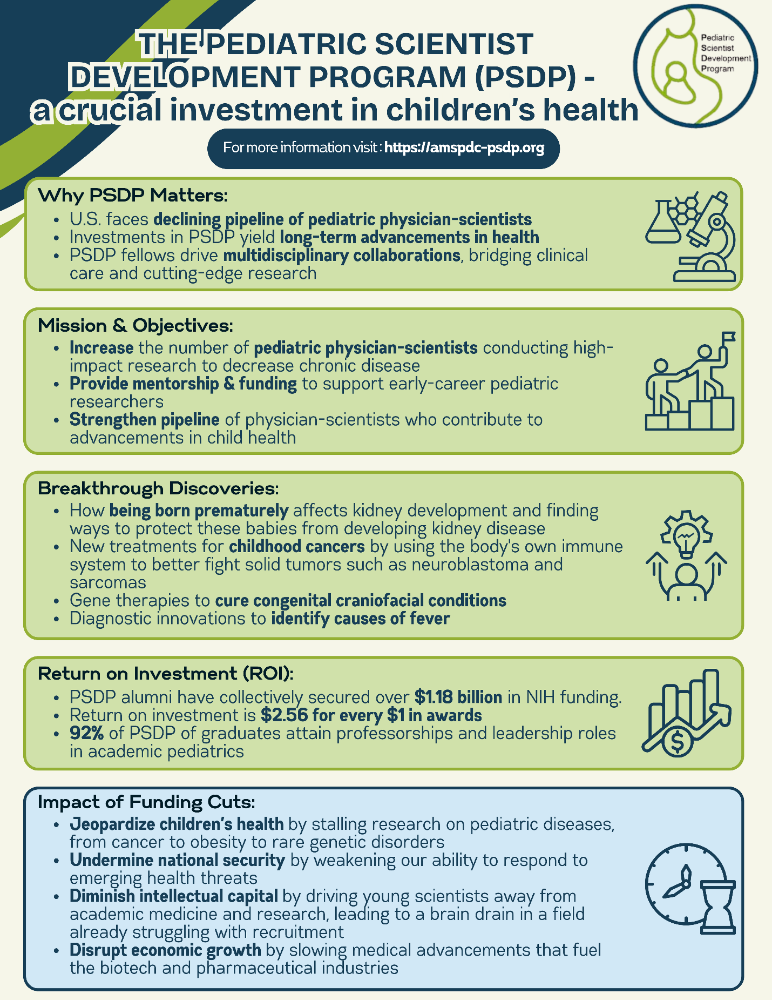 THE PEDIATRIC SCIENTIST
DEVELOPMENT PROGRAM (PSDP) -
a crucial investment in children's health
Pediatric
Scientist
Development
Program
For more information visit : https://amspdc-psdp.org
Why PSDP Matters:
• U.S. faces declining pipeline of pediatric physician-scientists
• Investments in PSDP yield long-term advancements in health
• PSDP fellows drive multidisciplinary collaborations, bridging clinical
care and cutting-edge research
Mission & Objectives:
• Increase the number of pediatric physician-scientists conducting high-
impact research to decrease chronic disease
• Provide mentorship & funding to support early-career pediatric
researchers
• Strengthen pipeline of physician-scientists who contribute to
advancements in child health
Breakthrough Discoveries:
• How being born prematurely affects kidney development and finding
ways to protect these babies from developing kidney disease
• New treatments for childhood cancers by using the body's own immune
system to better fight solid tumors such as neuroblastoma and
sarcomas
• Gene therapies to cure congenital craniofacial conditions
• Diagnostic innovations to identify causes of fever
Return on Investment (ROI):
• PSDP alumni have collectively secured over $1.18 billion in NIH funding.
• Return on investment is $2.56 for every $1 in awards
• 92% of PSDP of graduates attain professorships and leadership roles
in academic pediatrics
$
Impact of Funding Cuts:
• Jeopardize children's health by stalling research on pediatric diseases,
from cancer to obesity to rare genetic disorders
• Undermine national security by weakening our ability to respond to
emerging health threats
• Diminish intellectual capital by driving young scientists away from
academic medicine and research, leading to a brain drain in a field
already struggling with recruitment
• Disrupt economic growth by slowing medical advancements that fuel
the biotech and pharmaceutical industries